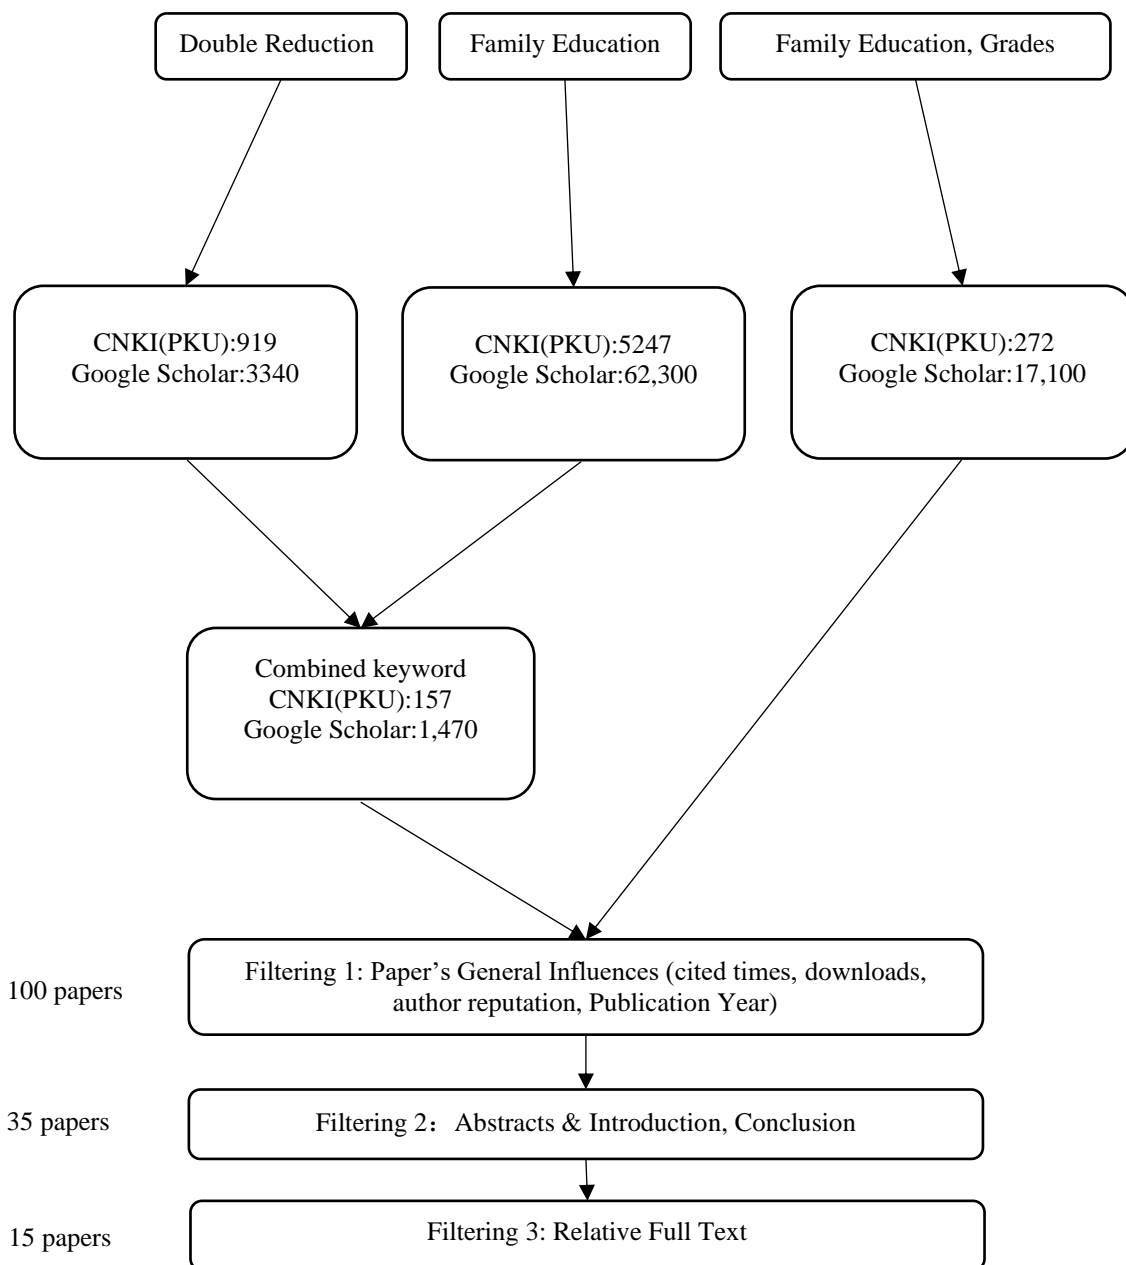 Double Reduction
Family Education
Family Education, Grades
CNKI(PKU):919
Google Scholar:3340
CNKI(PKU):5247
Google Scholar:62,300
CNKI(PKU):272
Google Scholar:17,100
Combined keyword
CNKI(PKU):157
Google Scholar:1,470
100 papers
Filtering 1: Paper's General Influences (cited times, downloads,
author reputation, Publication Year)
35 papers
Filtering 2：Abstracts & Introduction, Conclusion
15 papers
Filtering 3: Relative Full Text